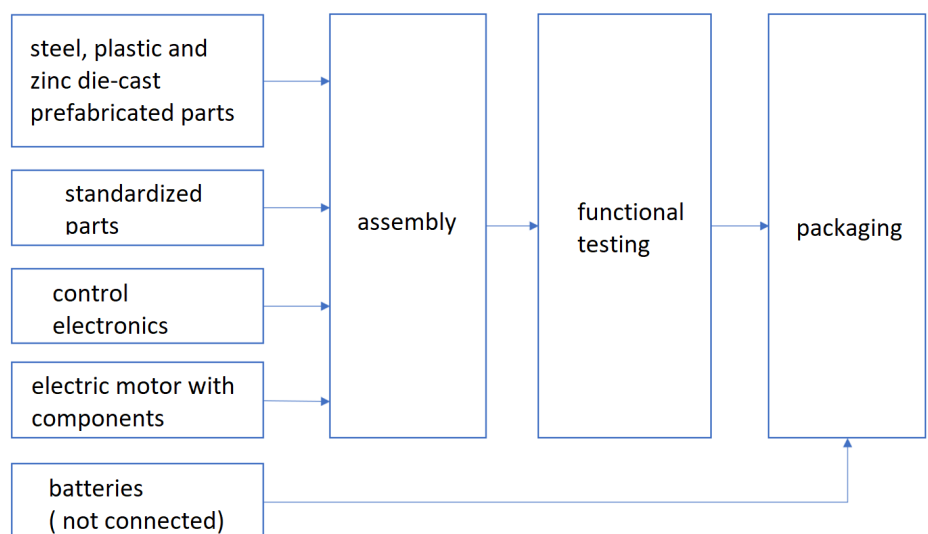 steel, plastic and
zinc die-cast
prefabricated parts
standardized
parts
control
electronics
electric motor with
components
batteries
( not connected)
assembly
functional
testing
packaging